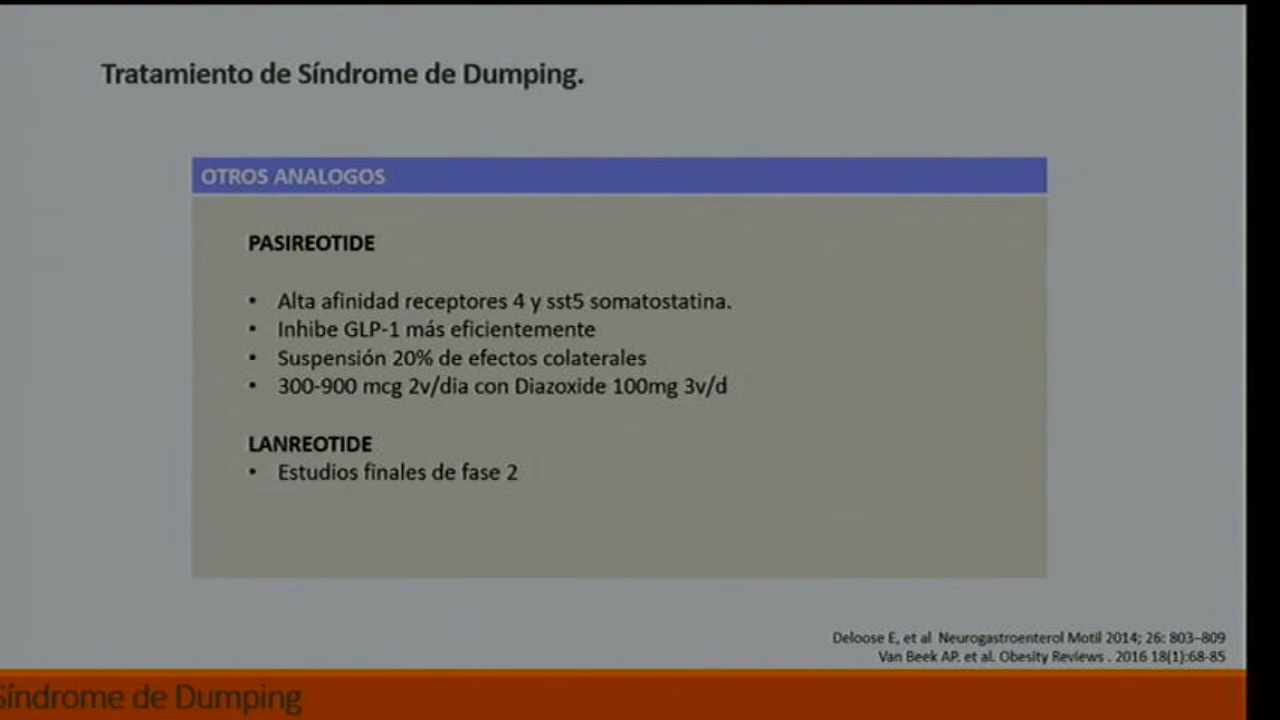 Tratamiento de Síndrome de Dumping.
OTROS ANALOGOS
PASIREOTIDE
• Alta afinidad receptores 4 y sst5 somatostatina.
• Inhibe GLP-1 más eficientemente
• Suspensión 20% de efectos colaterales
• 300-900 mcg 2v/dia con Diazoxide 100mg 3v/d
LANREOTIDE
• Estudios finales de fase 2
Deloose E, et al Neurogastroenterol Motil 2014; 26: 803–809
Van Beek AP. et al. Obesity Reviews . 2016 18(1):68-85
Síndrome de Dumping